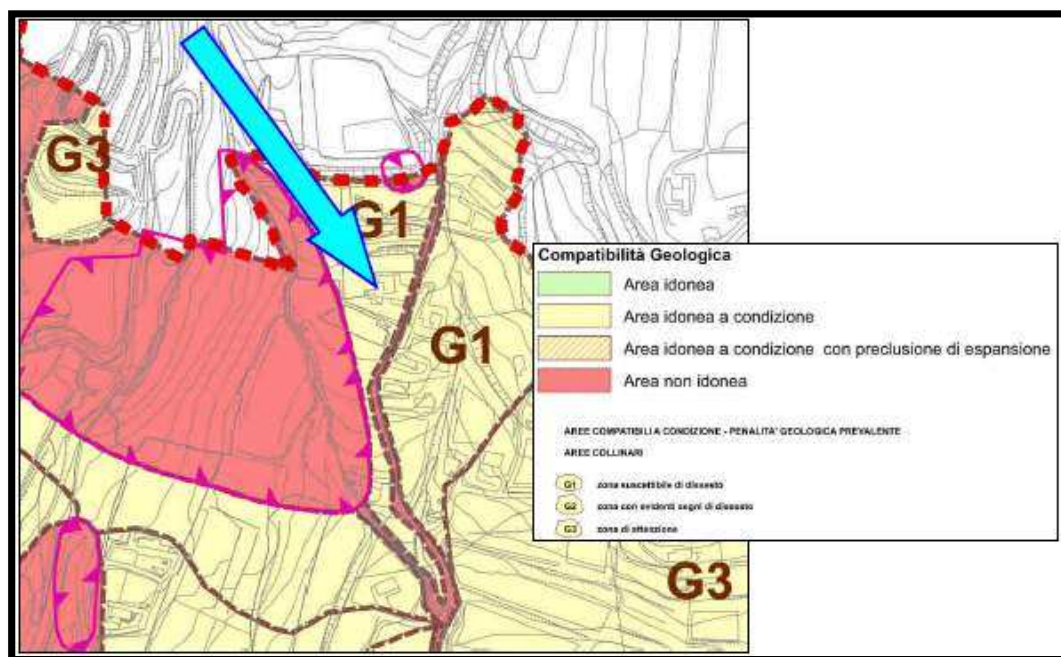 G3
G1
G1
G3
Compatibilità Geologica
Area idonea
Area idonea a condizione
Area idonea a condizione con preclusione di espansione
Area non idonea
AREE COMPATIBILI A CONDIZIONE - PENALITA' GEOLOGICA PREVALENTE
AREE COLLINARI
G1 zona suscettibile di dissesto
G2 zona con evidenti segni di dissesto
G3 zona di attenzione